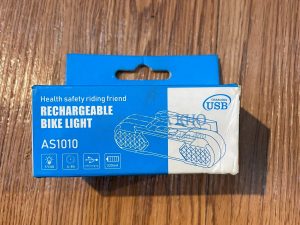 Health safety riding friend
RECHARGEABLE
BIKE LIGHT
AS1010
USB